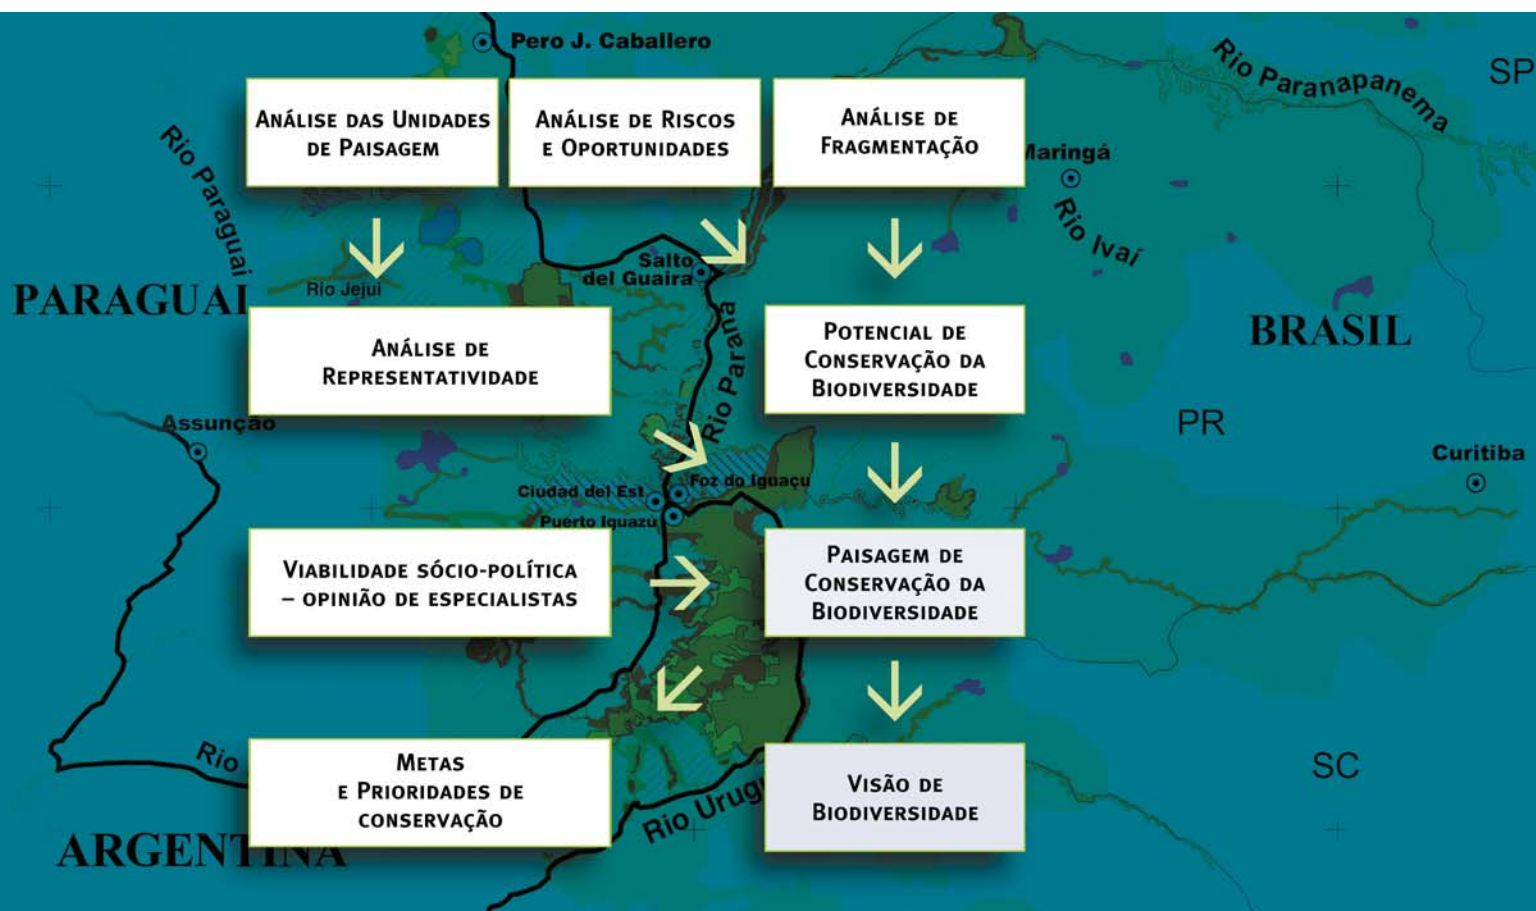 Pero J. Caballero
Rio Paranapanema
SP
ANÁLISE DAS UNIDADES
DE PAISAGEM
ANÁLISE DE RISCOS
E OPORTUNIDADES
ANÁLISE DE
FRAGMENTAÇÃO
Maringá
Rio Paraguai
Rio Ivaí
Salto
del Guaira
Rio Jejui
PARAGUAI
Rio Paraná
BRASIL
ANÁLISE DE
REPRESENTATIVIDADE
POTENCIAL DE
CONSERVAÇÃO DA
BIODIVERSIDADE
Assunção
PR
Curitiba
Foz do Iguaçu
Ciudad del Est
Puerto Iguazú
VIABILIDADE SÓCIO-POLÍTICA
– OPINIÃO DE ESPECIALISTAS
PAISAGEM DE
CONSERVAÇÃO DA
BIODIVERSIDADE
Rio
METAS
E PRIORIDADES DE
CONSERVAÇÃO
VISÃO DE
BIODIVERSIDADE
SC
Rio Urugu
ARGENTINA